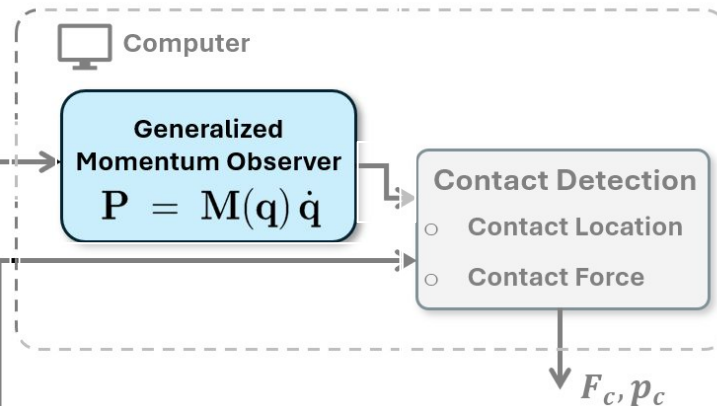 Computer
Generalized
Momentum Observer
P = M(q) q̇
Contact Detection
○ Contact Location
○ Contact Force
F_c, p_c